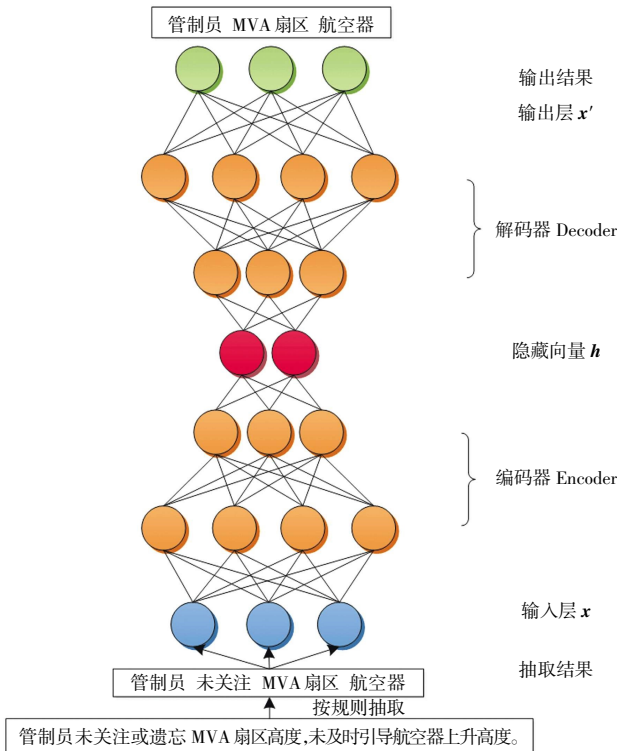 管制员 MVA 扇区 航空器
输出结果
输出层 x′
解码器 Decoder
隐藏向量 h
编码器 Encoder
输入层 x
抽取结果
管制员 未关注 MVA 扇区 航空器
按规则抽取
管制员未关注或遗忘 MVA 扇区高度,未及时引导航空器上升高度。